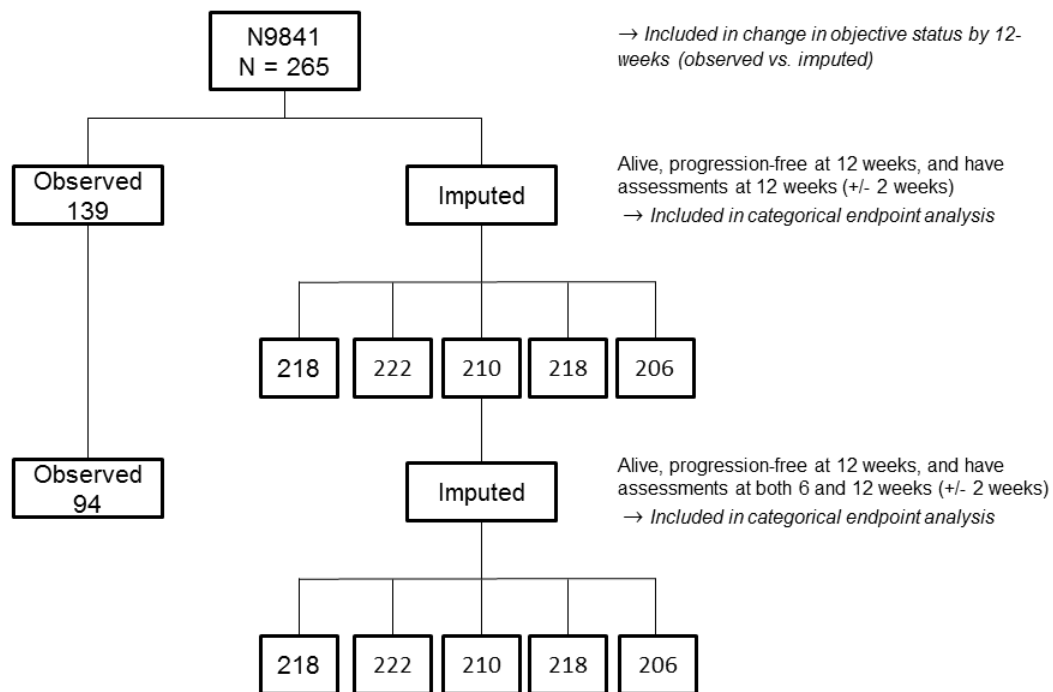 N9841
N = 265
→ Included in change in objective status by 12-
weeks (observed vs. imputed)
Observed
139
Imputed
Alive, progression-free at 12 weeks, and have
assessments at 12 weeks (+/- 2 weeks)
→ Included in categorical endpoint analysis
218
222
210
218
206
Observed
94
Imputed
Alive, progression-free at 12 weeks, and have
assessments at both 6 and 12 weeks (+/- 2 weeks)
→ Included in categorical endpoint analysis
218
222
210
218
206